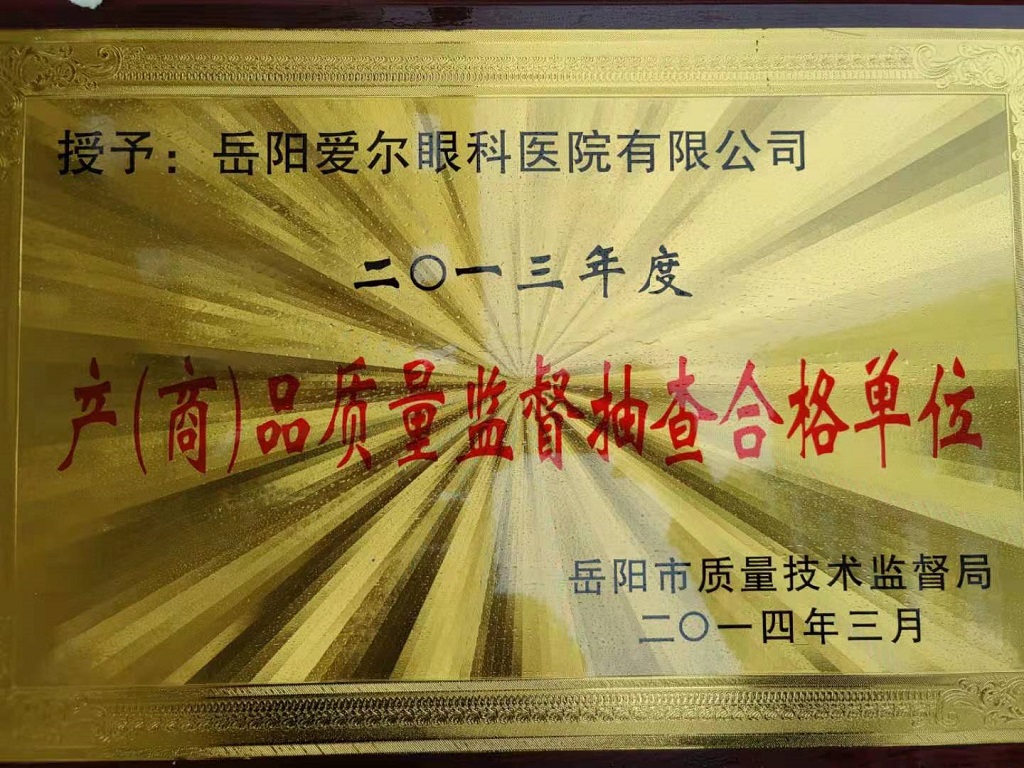 授予：岳阳爱尔眼科医院有限公司
二〇一三年度
产(商)品质量监督抽查合格单位
岳阳市质量技术监督局
二〇一四年三月